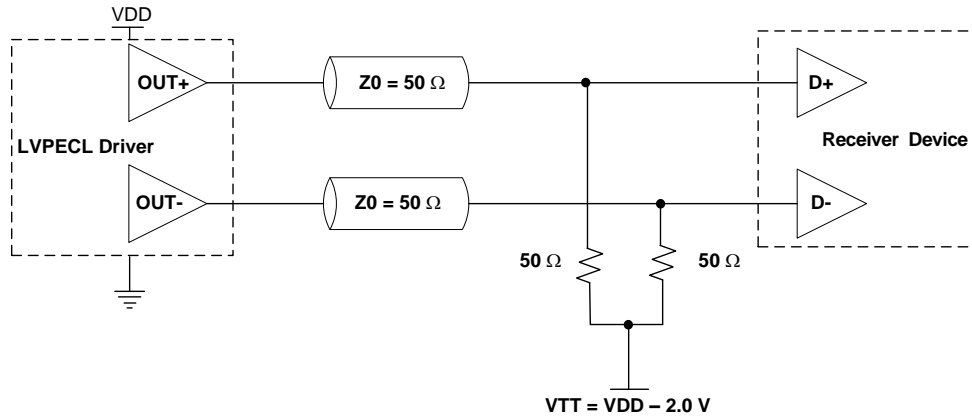 VDD
OUT+
Z0 = 50 Ω
D+
LVPECL Driver
Receiver Device
OUT-
Z0 = 50 Ω
D-
50 Ω
50 Ω
VTT = VDD – 2.0 V